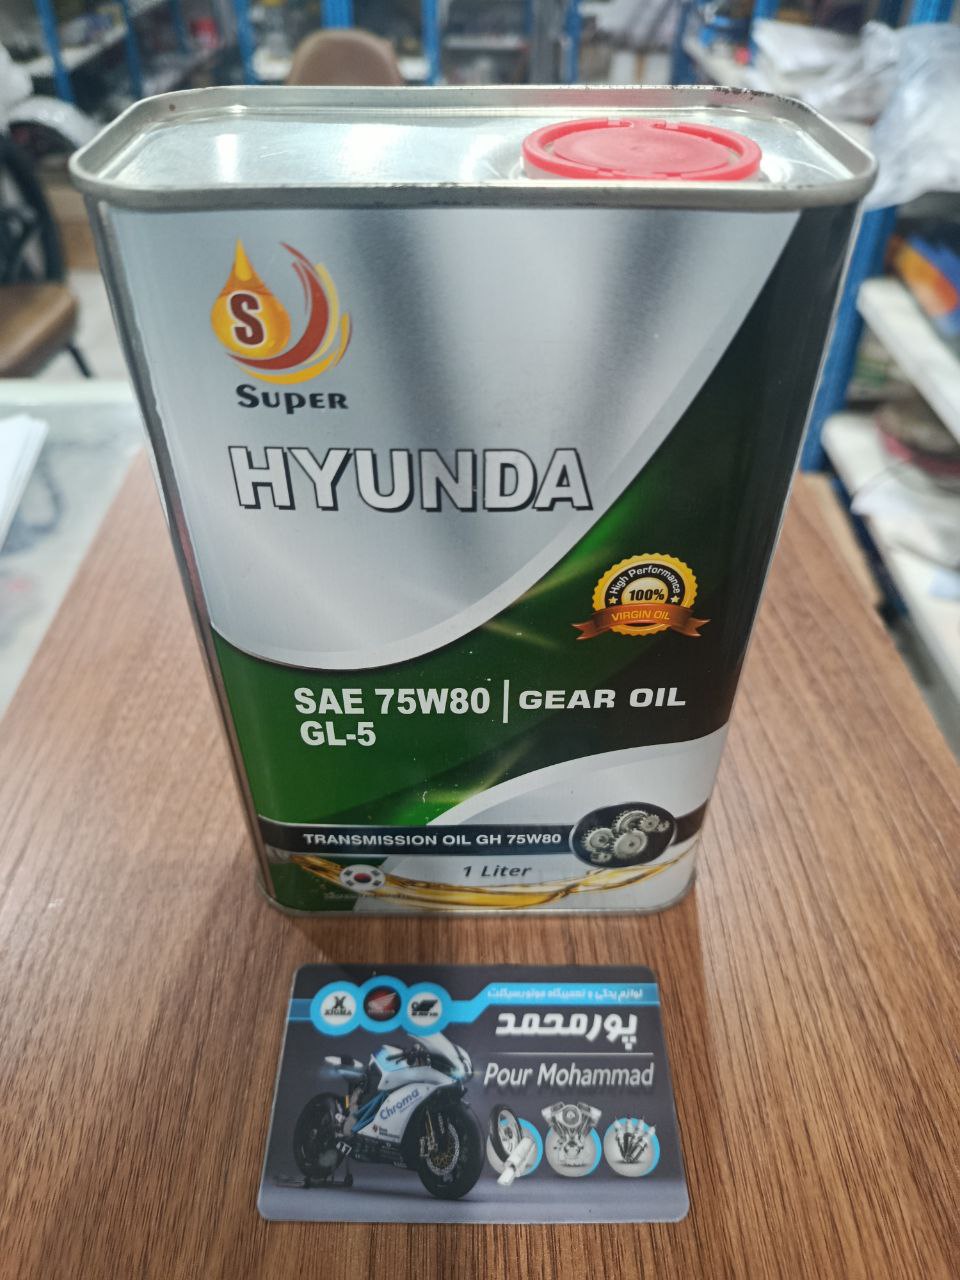 S
SUPER
HYUNDA
High Performance
100%
VIRGIN OIL
SAE 75W80 | GEAR OIL
GL-5
TRANSMISSION OIL GH 75W80
1 Liter
لوازم یدکی و تعمیرگاه موتورسیکلت
پورمحمد
Pour Mohammad
Chroma